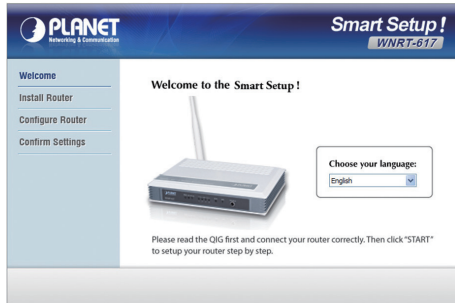 PLANET
Networking & Communication
Smart Setup !
WNRT-617
Welcome
Install Router
Configure Router
Confirm Settings
Welcome to the Smart Setup !
Choose your language:
English
Please read the QIG first and connect your router correctly. Then click "START"
to setup your router step by step.